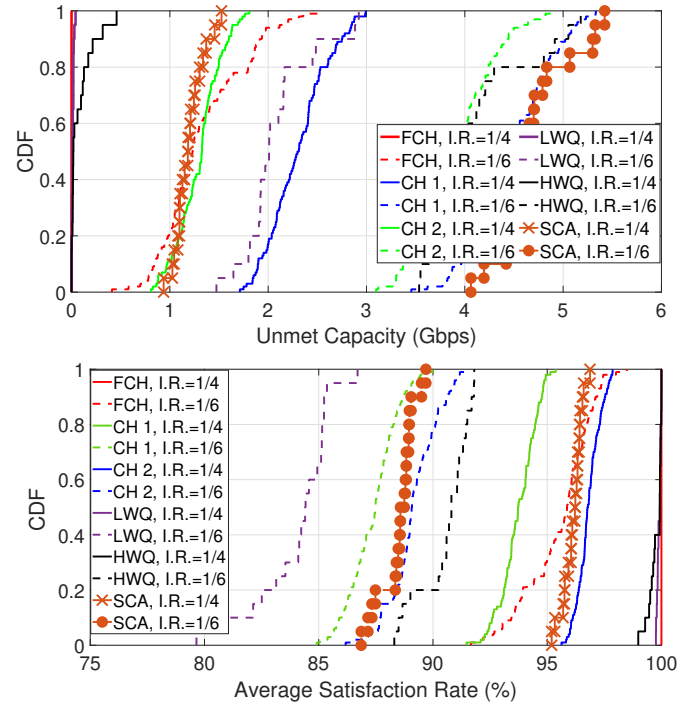 1
0.8
0.6
0.4
0.2
0
CDF
0 1 2 3 4 5 6
Unmet Capacity (Gbps)
FCH, I.R.=1/4
FCH, I.R.=1/6
CH 1, I.R.=1/4
CH 1, I.R.=1/6
CH 2, I.R.=1/4
CH 2, I.R.=1/6
LWQ, I.R.=1/4
LWQ, I.R.=1/6
HWQ, I.R.=1/4
HWQ, I.R.=1/6
SCA, I.R.=1/4
SCA, I.R.=1/6
1
0.8
0.6
0.4
0.2
0
CDF
75 80 85 90 95 100
Average Satisfaction Rate (%)
FCH, I.R.=1/4
FCH, I.R.=1/6
CH 1, I.R.=1/4
CH 1, I.R.=1/6
CH 2, I.R.=1/4
CH 2, I.R.=1/6
LWQ, I.R.=1/4
LWQ, I.R.=1/6
HWQ, I.R.=1/4
HWQ, I.R.=1/6
SCA, I.R.=1/4
SCA, I.R.=1/6